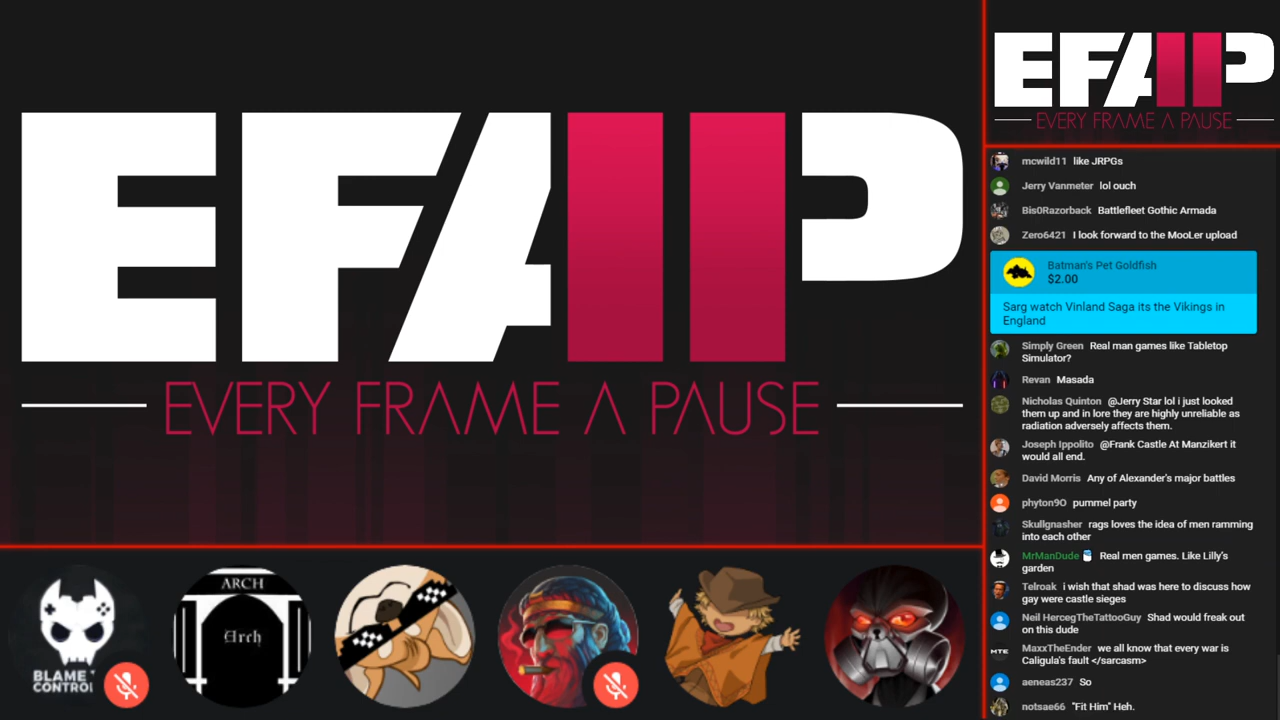 EFAP
EVERY FRAME A PAUSE
BLAME
CONTROL
ARCH
Arch
EFAP
EVERY FRAME A PAUSE
mcwild11 like JRPGs
Jerry Vanmeter lol ouch
Bis0Razorback Battlefleet Gothic Armada
Zero6421 I look forward to the MooLer upload
Batman's Pet Goldfish
$2.00
Sarg watch Vinland Saga its the Vikings in
England
Simply Green Real man games like Tabletop
Simulator?
Revan Masada
Nicholas Quinton @Jerry Star lol i just looked
them up and in lore they are highly unreliable as
radiation adversely affects them.
Joseph Ippolito @Frank Castle At Manzikert it
would all end.
David Morris Any of Alexander's major battles
phyton90 pummel party
Skullgnasher rags loves the idea of men ramming
into each other
MrManDude Real men games. Like Lilly's
garden
Telroak i wish that shad was here to discuss how
gay were castle sieges
Neil HercegTheTattooGuy Shad would freak out
on this dude
MTE
MaxxTheEnder we all know that every war is
Caligula's fault </sarcasm>
aeneas237 So
notsae66 "Fit Him" Heh.